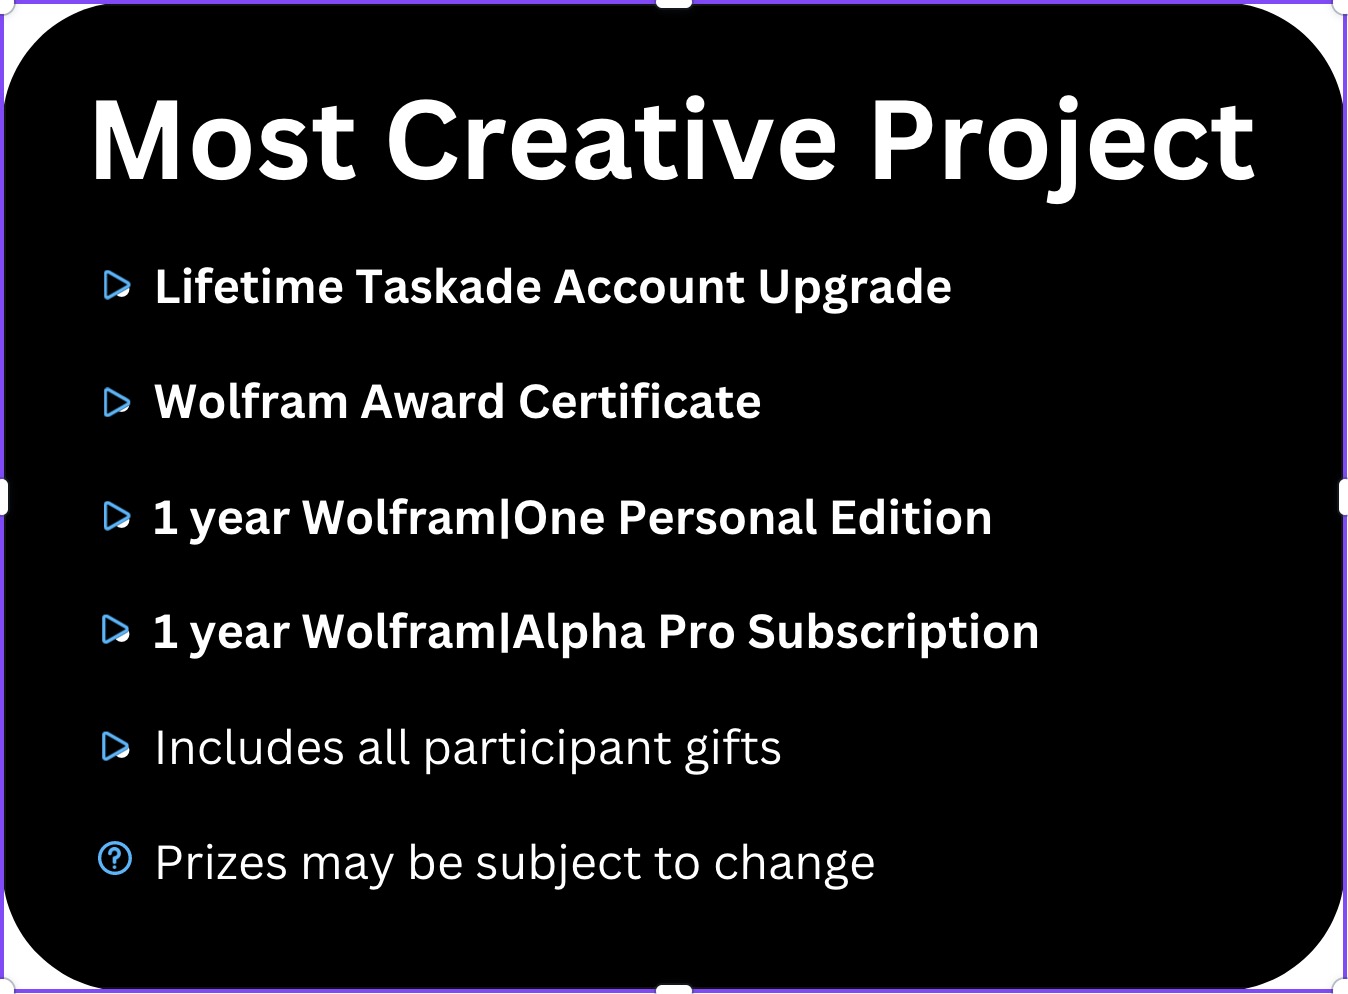 Most Creative Project
Lifetime Taskade Account Upgrade
Wolfram Award Certificate
1 year Wolfram|One Personal Edition
1 year Wolfram|Alpha Pro Subscription
Includes all participant gifts
Prizes may be subject to change